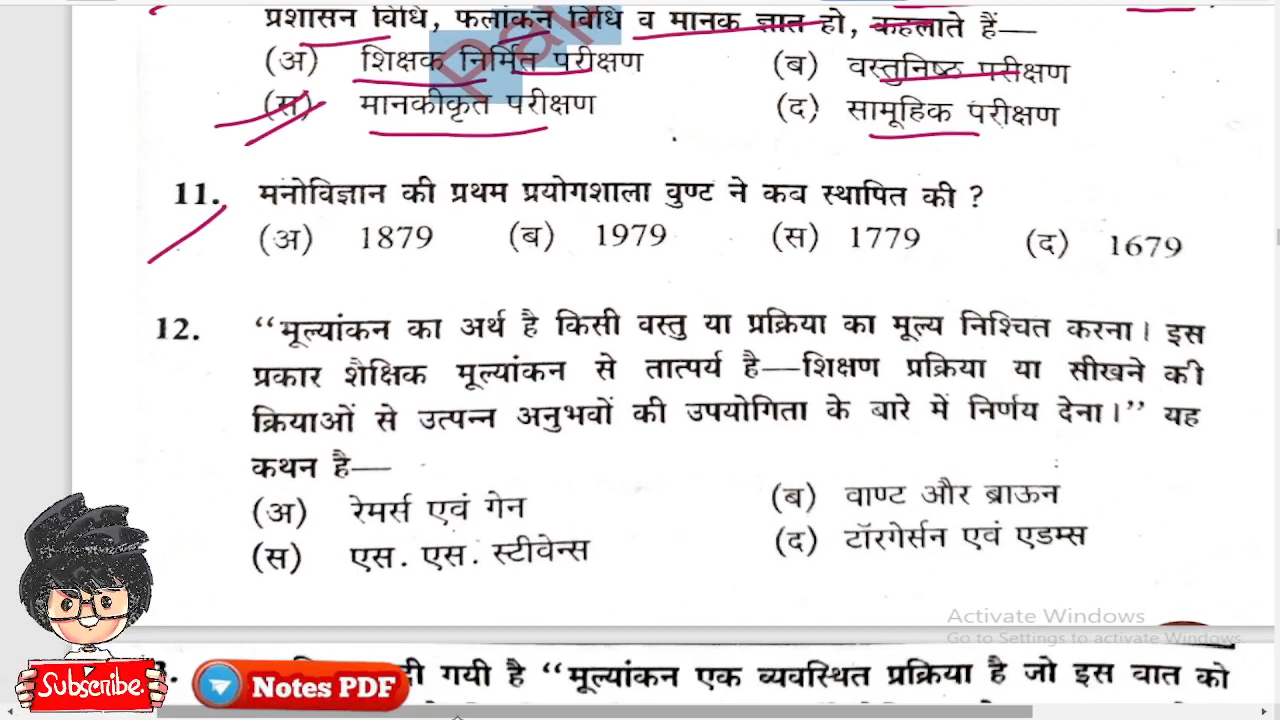 प्रशासन विधि, फलांकन विधि व मानक ज्ञात हो, कहलाते हैं—
(अ) शिक्षक निर्मित परीक्षण (ब) वस्तुनिष्ठ परीक्षण
(स) मानकीकृत परीक्षण (द) सामूहिक परीक्षण
11. मनोविज्ञान की प्रथम प्रयोगशाला वुण्ट ने कब स्थापित की ?
(अ) 1879 (ब) 1979 (स) 1779 (द) 1679
12. “मूल्यांकन का अर्थ है किसी वस्तु या प्रक्रिया का मूल्य निश्चित करना। इस
प्रकार शैक्षिक मूल्यांकन से तात्पर्य है—शिक्षण प्रक्रिया या सीखने की
क्रियाओं से उत्पन्न अनुभवों की उपयोगिता के बारे में निर्णय देना।” यह
कथन है—
(अ) रेमर्स एवं गेन (ब) वाण्ट और ब्राऊन
(स) एस. एस. स्टीवेन्स (द) टॉरगेर्सन एवं एडम्स
Activate Windows
Go to Settings to activate Windows.
गयी है “मूल्यांकन एक व्यवस्थित प्रक्रिया है जो इस वात को
Subscribe.
Notes PDF